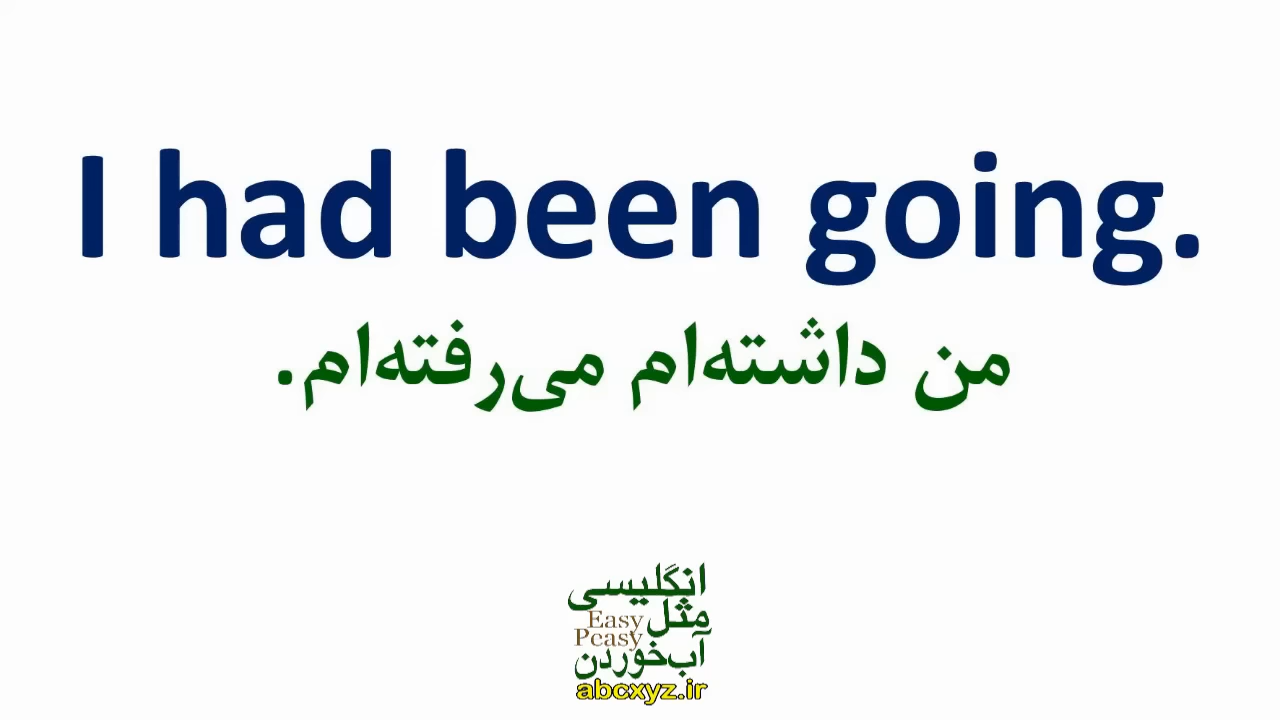 I had been going.
من داشته‌ام می‌رفته‌ام.
انگلیسی
مثل
Easy
Peasy
آب‌خوردن
abcxyz.ir